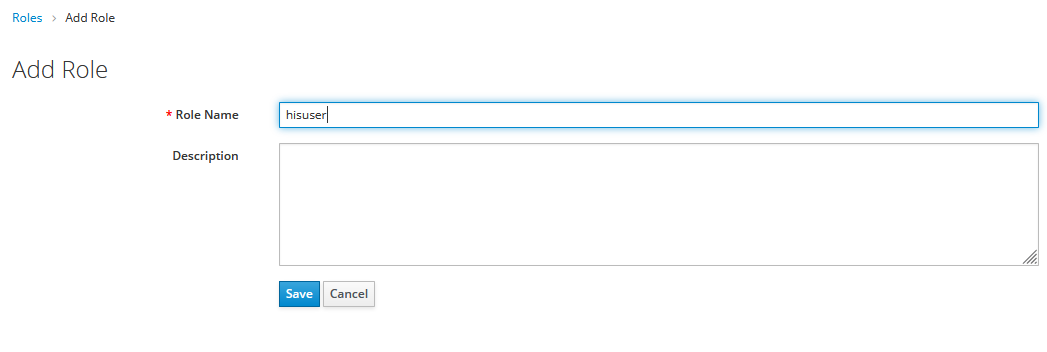 Roles › Add Role
Add Role
* Role Name hisuser
Description
Save Cancel